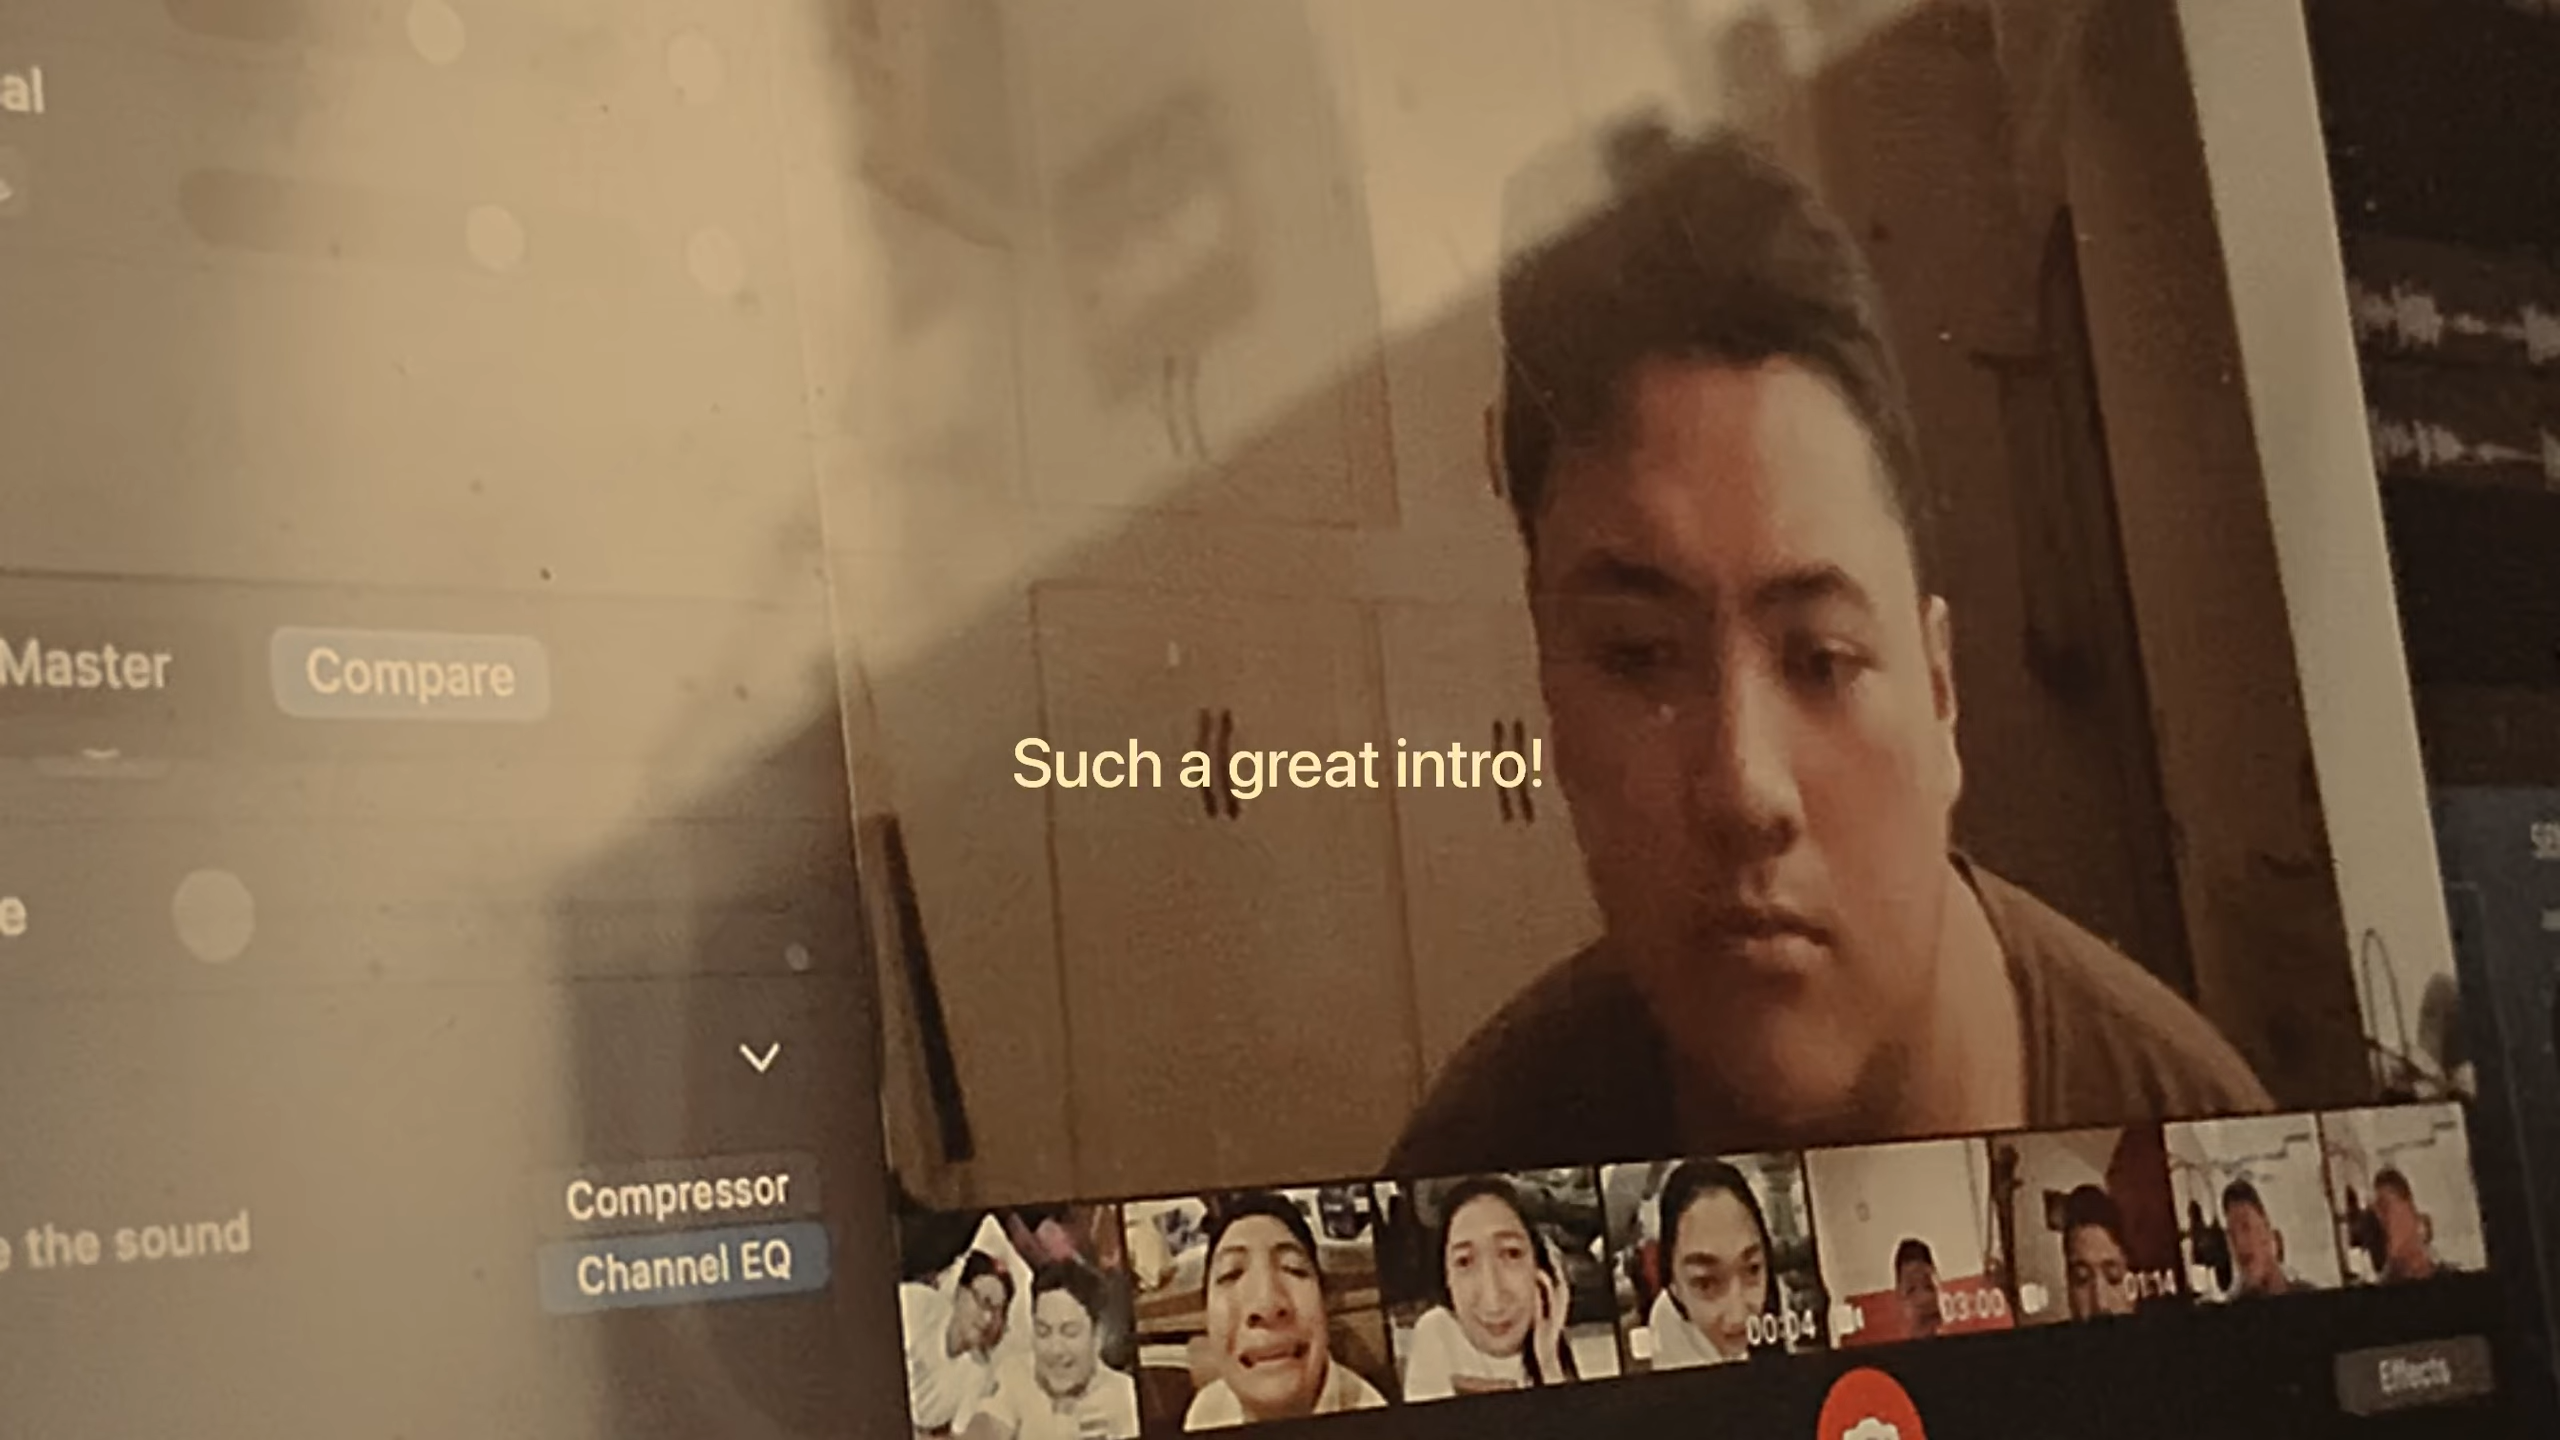 al
Master
Compare
Such a great intro!
e
Compressor
e the sound
Channel EQ
00:04
03:00
01:14
Effects